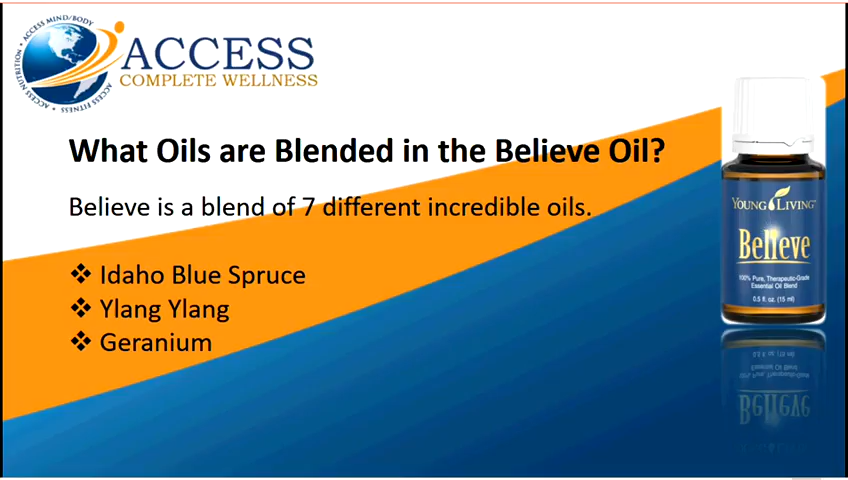 ACCESS MIND/BODY
ACCESS NUTRITION
ACCESS FITNESS
ACCESS
COMPLETE WELLNESS
What Oils are Blended in the Believe Oil?
Believe is a blend of 7 different incredible oils.
❖ Idaho Blue Spruce
❖ Ylang Ylang
❖ Geranium
YOUNG LIVING™
Believe
100% Pure, Therapeutic-Grade
Essential Oil Blend
0.5 fl. oz. (15 ml)